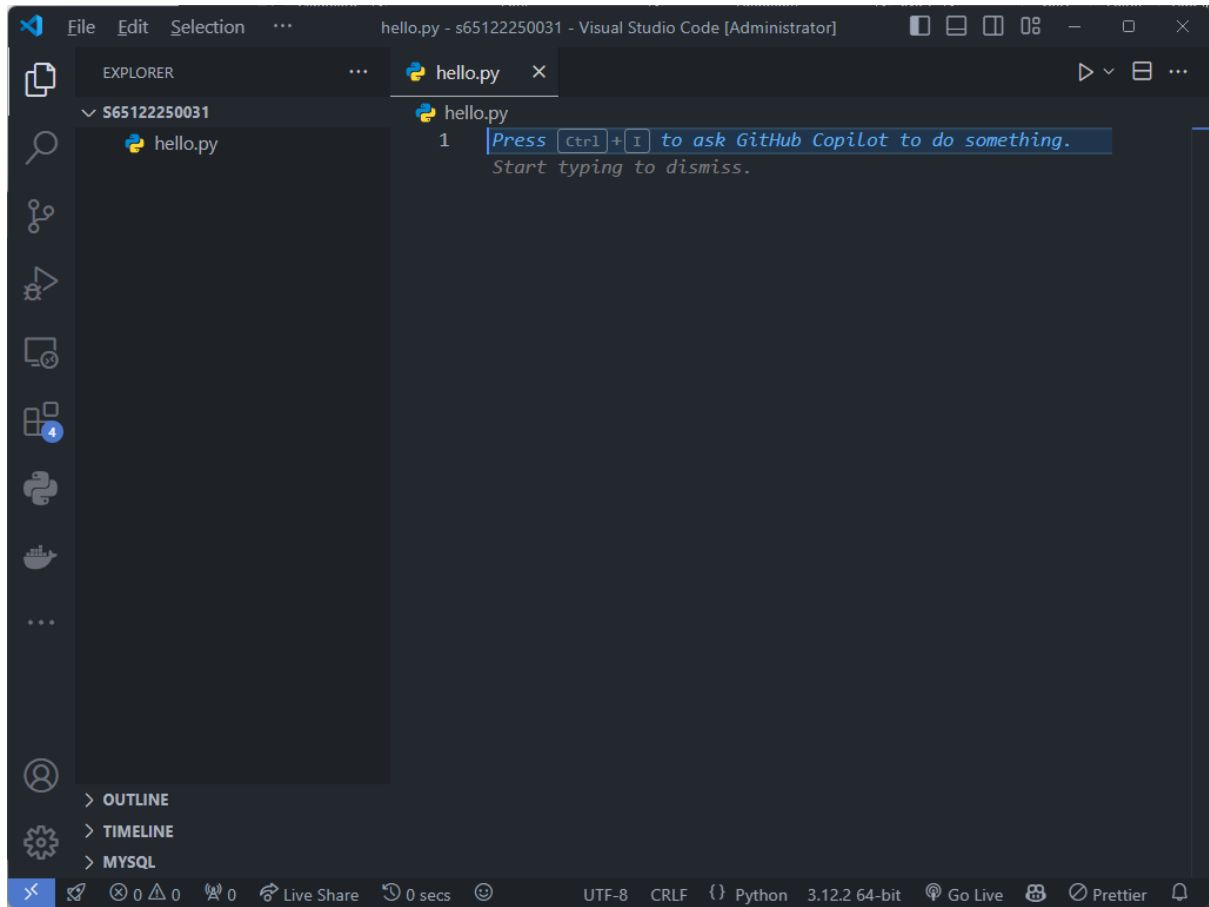 File Edit Selection ··· hello.py - s65122250031 - Visual Studio Code [Administrator]
EXPLORER ···
S65122250031
hello.py
hello.py
hello.py
1 Press Ctrl+I to ask GitHub Copilot to do something.
Start typing to dismiss.
4
OUTLINE
TIMELINE
MYSQL
0 0 0 Live Share 0 secs UTF-8 CRLF {} Python 3.12.2 64-bit Go Live Prettier